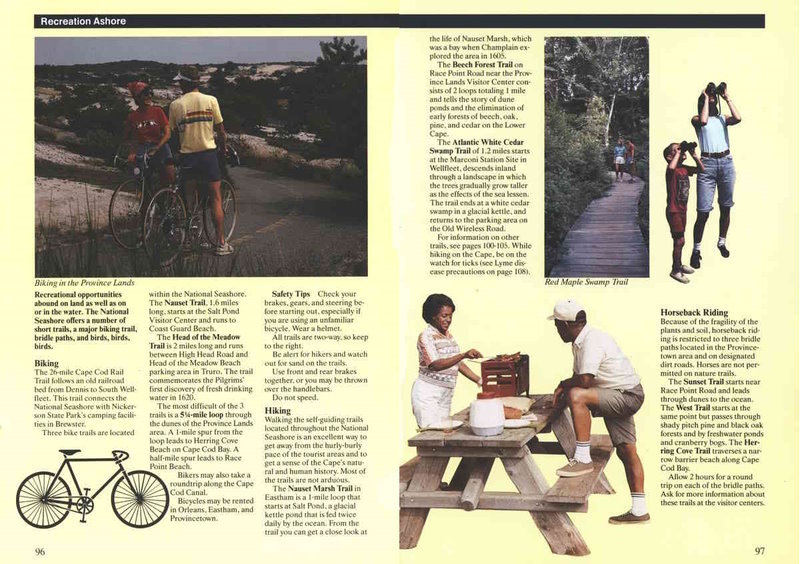 Recreation Ashore
Biking in the Province Lands
Recreational opportunities
abound on land as well as on
or in the water. The National
Seashore offers a number of
short trails, a major biking trail,
bridle paths, and birds, birds,
birds.
Biking
The 26-mile Cape Cod Rail
Trail follows an old railroad
bed from Dennis to South Well-
fleet. This trail connects the
National Seashore with Nicker-
son State Park's camping facili-
ties in Brewster.
Three bike trails are located
within the National Seashore.
The Nauset Trail, 1.6 miles
long, starts at the Salt Pond
Visitor Center and runs to
Coast Guard Beach.
The Head of the Meadow
Trail is 2 miles long and runs
between High Head Road and
Head of the Meadow Beach
parking area in Truro. The trail
commemorates the Pilgrims'
first discovery of fresh drinking
water in 1620.
The most difficult of the 3
trails is a 5¼-mile loop through
the dunes of the Province Lands
area. A 1-mile spur from the
loop leads to Herring Cove
Beach on Cape Cod Bay. A
half-mile spur leads to Race
Point Beach.
Bikers may also take a
roundtrip along the Cape
Cod Canal.
Bicycles may be rented
in Orleans, Eastham, and
Provincetown.
Safety Tips Check your
brakes, gears, and steering be-
fore starting out, especially if
you are using an unfamiliar
bicycle. Wear a helmet.
All trails are two-way, so keep
to the right.
Be alert for hikers and watch
out for sand on the trails.
Use front and rear brakes
together, or you may be thrown
over the handlebars.
Do not speed.
Hiking
Walking the self-guiding trails
located throughout the National
Seashore is an excellent way to
get away from the hurly-burly
pace of the tourist areas and to
get a sense of the Cape's natu-
ral and human history. Most of
the trails are not arduous.
The Nauset Marsh Trail in
Eastham is a 1-mile loop that
starts at Salt Pond, a glacial
kettle pond that is fed twice
daily by the ocean. From the
trail you can get a close look at
96
the life of Nauset Marsh, which
was a bay when Champlain ex-
plored the area in 1605.
The Beech Forest Trail on
Race Point Road near the Prov-
ince Lands Visitor Center con-
sists of 2 loops totaling 1 mile
and tells the story of dune
ponds and the elimination of
early forests of beech, oak,
pine, and cedar on the Lower
Cape.
The Atlantic White Cedar
Swamp Trail of 1.2 miles starts
at the Marconi Station Site in
Wellfleet, descends inland
through a landscape in which
the trees gradually grow taller
as the effects of the sea lessen.
The trail ends at a white cedar
swamp in a glacial kettle, and
returns to the parking area on
the Old Wireless Road.
For information on other
trails, see pages 100-105. While
hiking on the Cape, be on the
watch for ticks (see Lyme dis-
ease precautions on page 108).
Red Maple Swamp Trail
Horseback Riding
Because of the fragility of the
plants and soil, horseback rid-
ing is restricted to three bridle
paths located in the Province-
town area and on designated
dirt roads. Horses are not per-
mitted on nature trails.
The Sunset Trail starts near
Race Point Road and leads
through dunes to the ocean.
The West Trail starts at the
same point but passes through
shady pitch pine and black oak
forests and by freshwater ponds
and cranberry bogs. The Her-
ring Cove Trail traverses a nar-
row barrier beach along Cape
Cod Bay.
Allow 2 hours for a round
trip on each of the bridle paths.
Ask for more information about
these trails at the visitor centers.
97